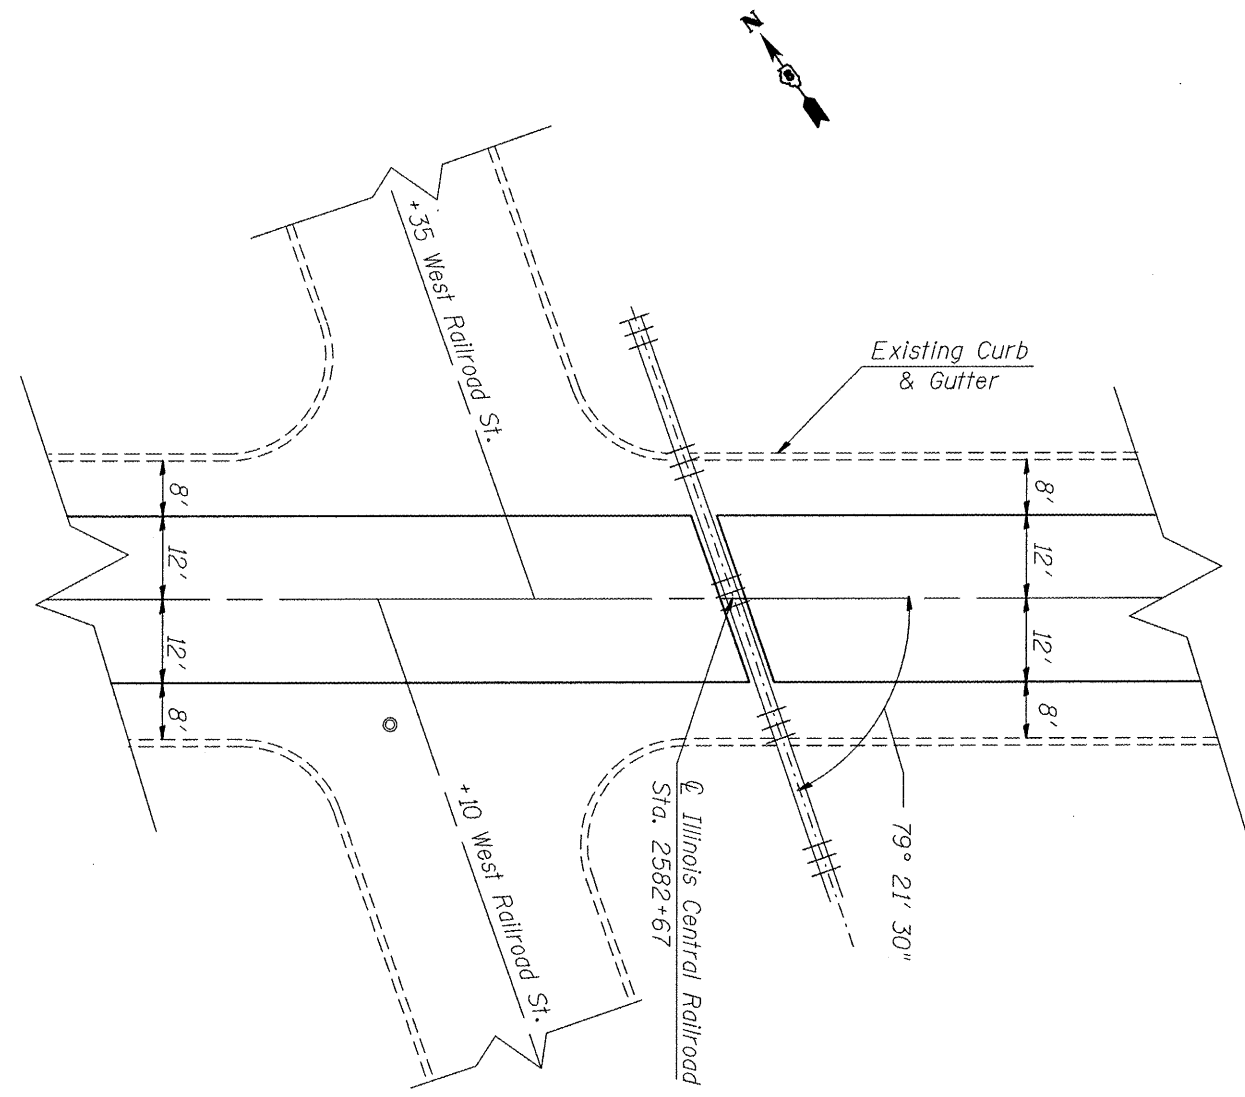 N
+35 West Railroad St.
Existing Curb
& Gutter
8'
12'
12'
8'
8'
12'
12'
8'
+10 West Railroad St.
℄ Illinois Central Railroad
Sta. 2582+67
79° 21' 30"